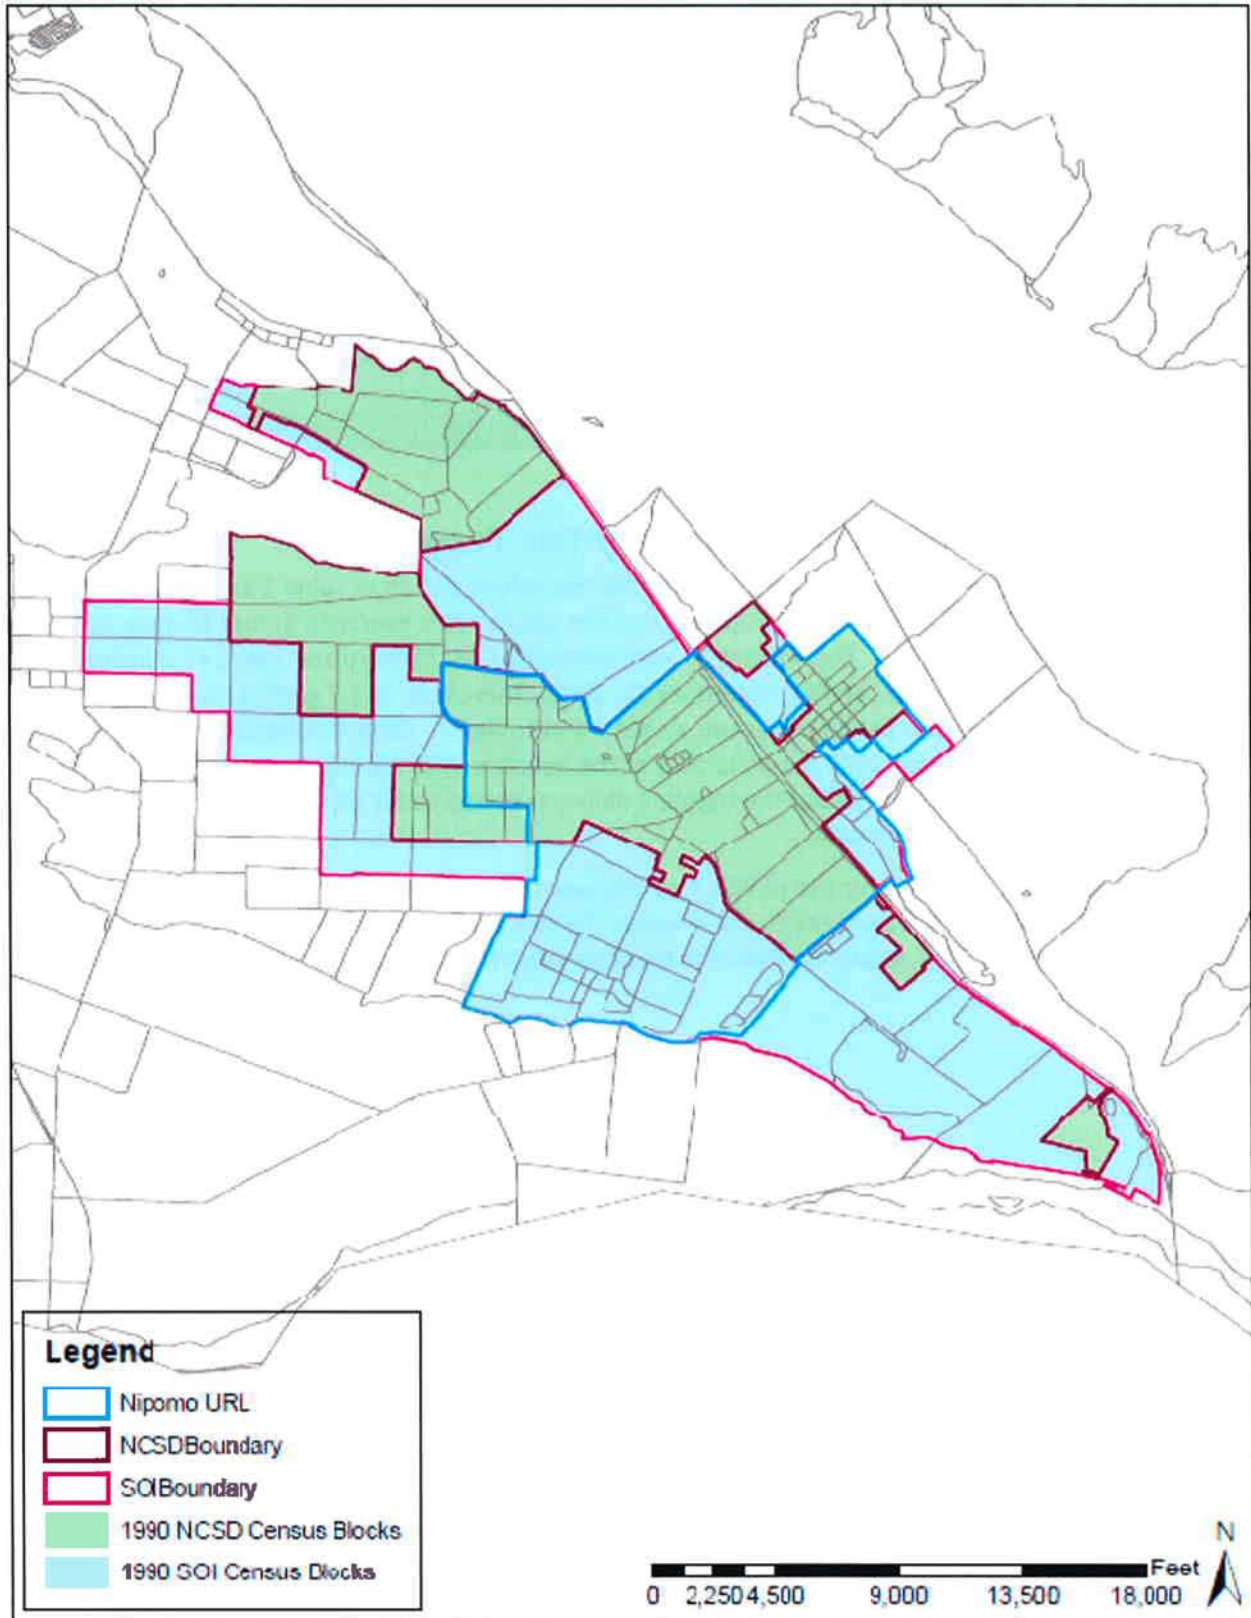 Legend
Nipomo URL
NCSDBoundary
SOIBoundary
1990 NCSD Census Blocks
1990 SOI Census Blocks
N
Feet
0 2,250 4,500 9,000 13,500 18,000